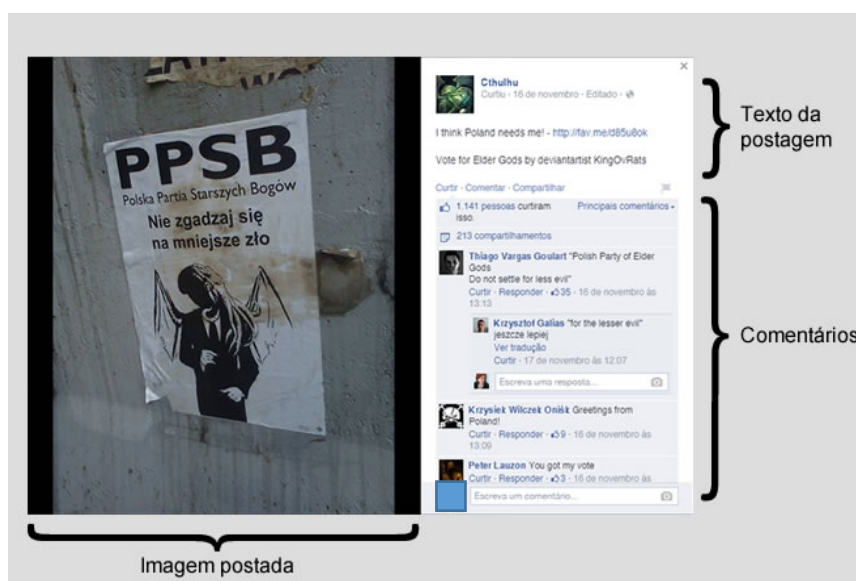 PPSB
Polska Partia Starszych Bogów
Nie zgadzaj się
na mniejsze zło
Imagem postada
×
Cthulhu
Curtiu · 16 de novembro · Editado ·
I think Poland needs me! - http://fav.me/d85u8ok
Vote for Elder Gods by deviantartist KingOvRats
Curtir · Comentar · Compartilhar
1.141 pessoas curtiram
isso.
Principais comentários
213 compartilhamentos
Thiago Vargas Goulart "Polish Party of Elder
Gods
Do not settle for less evil"
Curtir · Responder · 35 · 16 de novembro às
13:13
Krzysztof Galias "for the lesser evil"
jeszcze lepiej
Ver tradução
Curtir · 17 de novembro às 12:07
Escreva uma resposta...
Krzysiek Wilczek Onišk Greetings from
Poland!
Curtir · Responder · 9 · 16 de novembro às
13:09
Peter Lauzon You got my vote
Curtir · Responder · 3 · 16 de novembro às
Escreva um comentário...
Texto da
postagem
Comentários